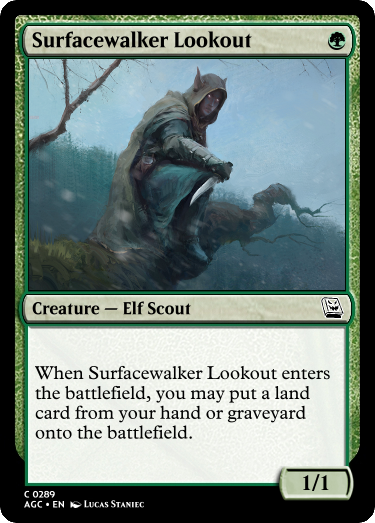 Surfacewalker Lookout
Creature — Elf Scout
When Surfacewalker Lookout enters
the battlefield, you may put a land
card from your hand or graveyard
onto the battlefield.
1/1
C 0289
AGC • EN Lucas Staniec